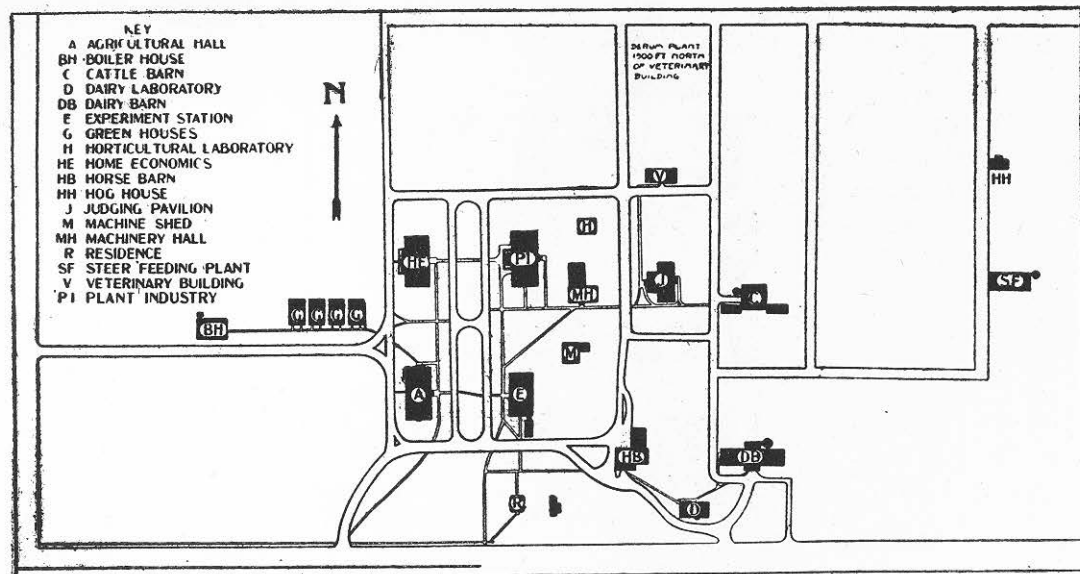 KEY
A AGRICULTURAL HALL
BH BOILER HOUSE
C CATTLE BARN
D DAIRY LABORATORY
DB DAIRY BARN
E EXPERIMENT STATION
G GREEN HOUSES
H HORTICULTURAL LABORATORY
HE HOME ECONOMICS
HB HORSE BARN
HH HOG HOUSE
J JUDGING PAVILION
M MACHINE SHED
MH MACHINERY HALL
R RESIDENCE
SF STEER FEEDING PLANT
V VETERINARY BUILDING
PI PLANT INDUSTRY
N
SERUM PLANT
1900 FT NORTH
OF VETERINARY
BUILDING
V
HH
H
HE
PI
J
SF
MH
C
G G G G
BH
M
A
E
HB
DB
R
D